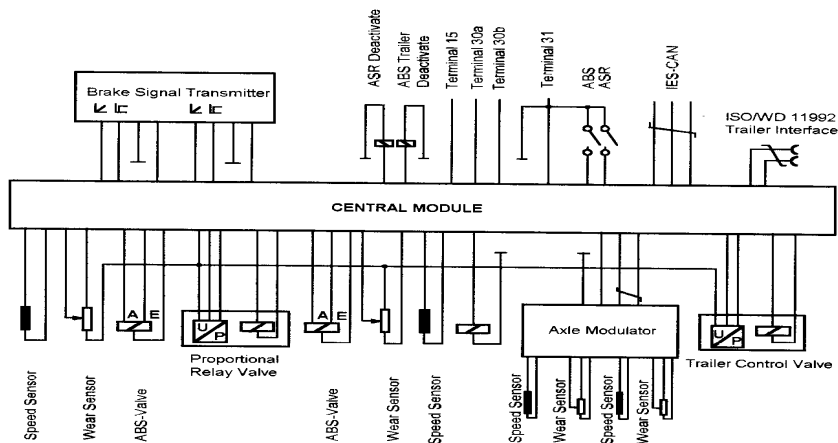 ASR Deactivate
ABS Trailer
Deactivate
Terminal 15
Terminal 30a
Terminal 30b
Terminal 31
ABS
ASR
IES-CAN
Brake Signal Transmitter
ISO/WD 11992
Trailer Interface
CENTRAL MODULE
A E
U
P
A E
U
P
Proportional
Relay Valve
Axle Modulator
Trailer Control Valve
Speed Sensor
Wear Sensor
ABS-Valve
ABS-Valve
Wear Sensor
Speed Sensor
Speed Sensor
Wear Sensor
Speed Sensor
Wear Sensor